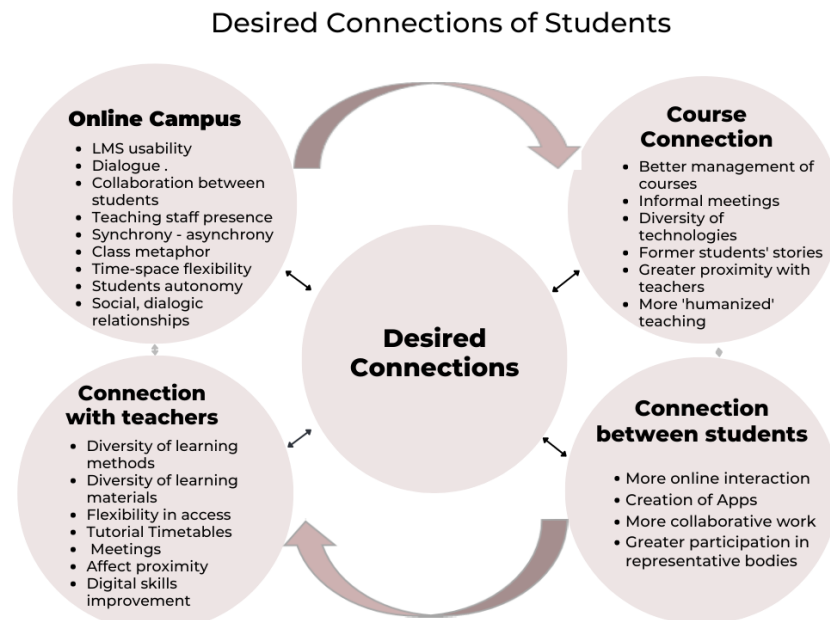 Desired Connections of Students
Online Campus
• LMS usability
• Dialogue .
• Collaboration between
students
• Teaching staff presence
• Synchrony - asynchrony
• Class metaphor
• Time-space flexibility
• Students autonomy
• Social, dialogic
relationships
Course
Connection
• Better management of
courses
• Informal meetings
• Diversity of
technologies
• Former students' stories
• Greater proximity with
teachers
• More 'humanized'
teaching
Desired
Connections
Connection
with teachers
• Diversity of learning
methods
• Diversity of learning
materials
• Flexibility in access
• Tutorial Timetables
• Meetings
• Affect proximity
• Digital skills
improvement
Connection
between students
• More online interaction
• Creation of Apps
• More collaborative work
• Greater participation in
representative bodies